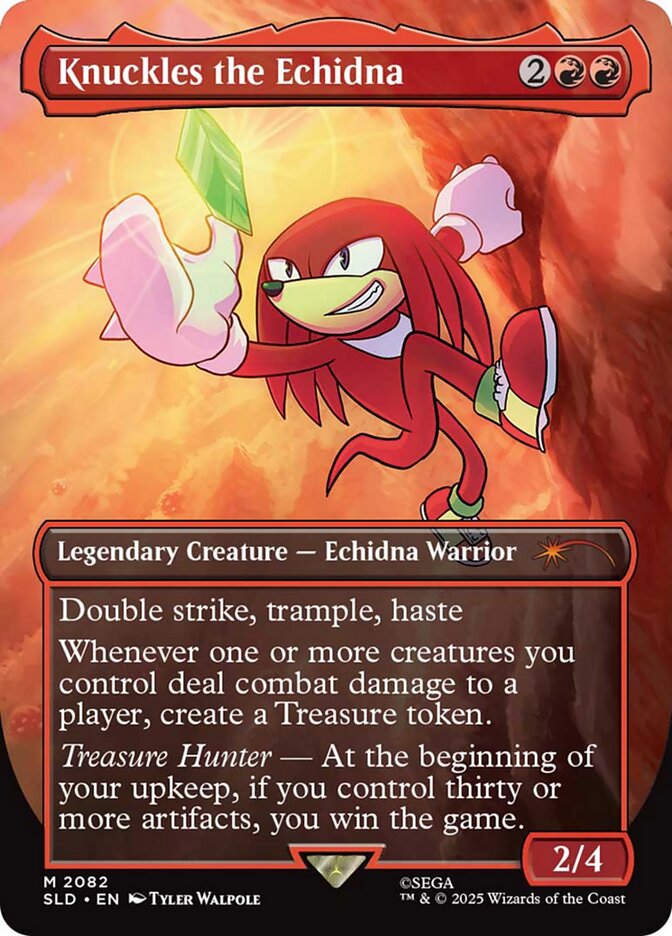 Knuckles the Echidna 2
Legendary Creature — Echidna Warrior
Double strike, trample, haste
Whenever one or more creatures you
control deal combat damage to a
player, create a Treasure token.
Treasure Hunter — At the beginning of
your upkeep, if you control thirty or
more artifacts, you win the game.
2/4
M 2082
SLD • EN TYLER WALPOLE
©SEGA
™ & © 2025 Wizards of the Coast